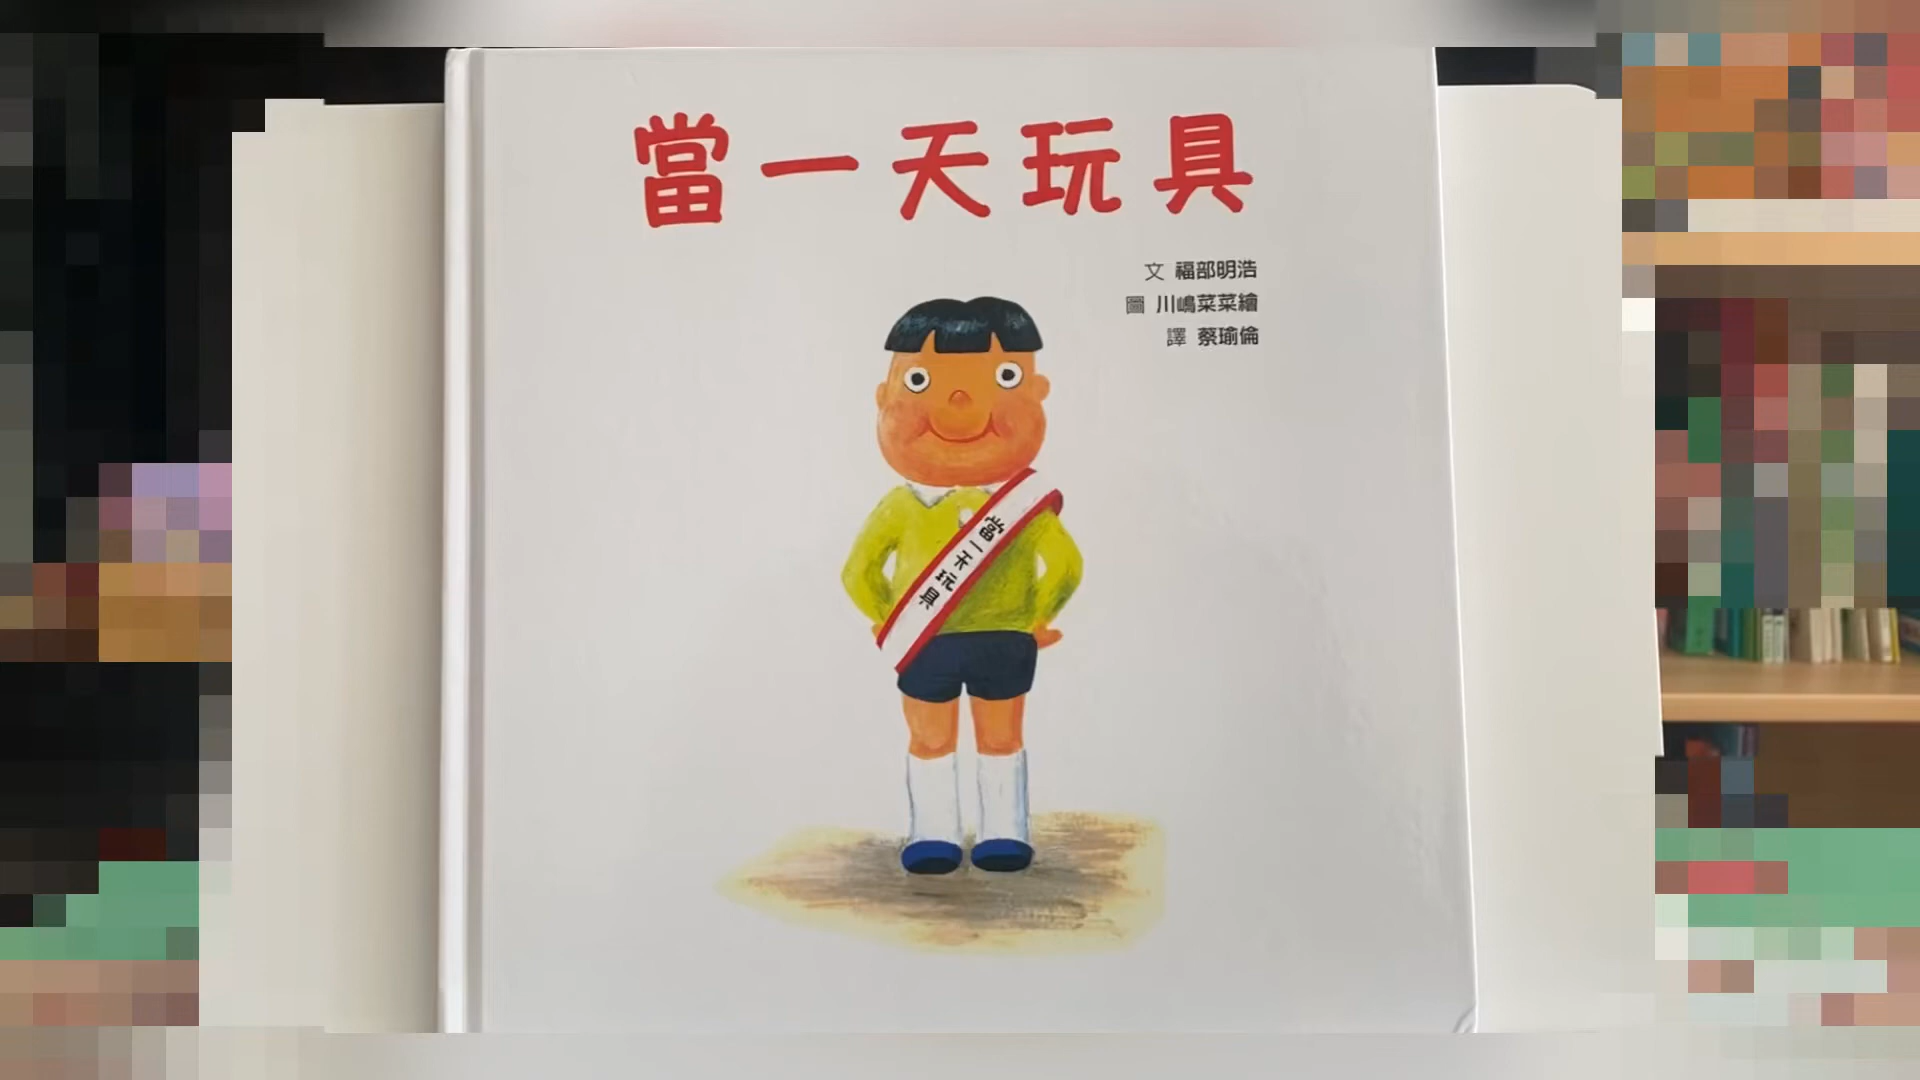 當一天玩具
文 福部明浩
圖 川嶋菜菜繪
譯 蔡瑜倫
當一天玩具